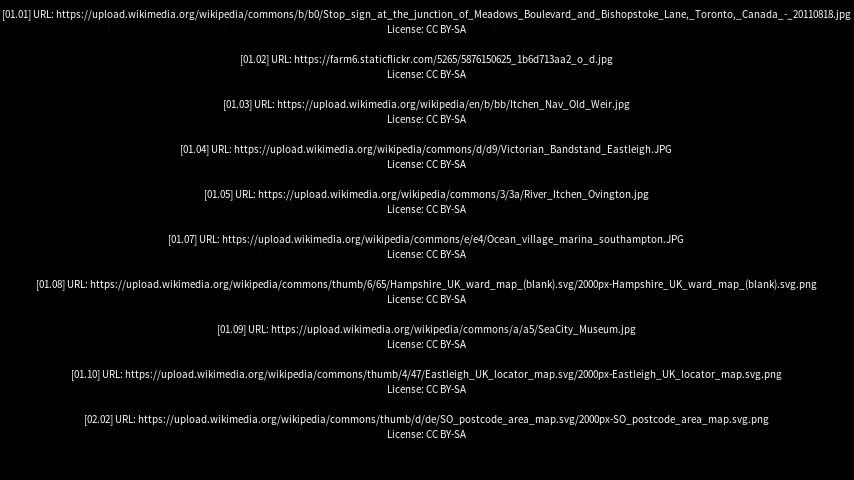 [01.01] URL: https://upload.wikimedia.org/wikipedia/commons/b/b0/Stop_sign_at_the_junction_of_Meadows_Boulevard_and_Bishopstoke_Lane,_Toronto,_Canada_-_20110818.jpg
License: CC BY-SA
[01.02] URL: https://farm6.staticflickr.com/5265/5876150625_1b6d713aa2_o_d.jpg
License: CC BY-SA
[01.03] URL: https://upload.wikimedia.org/wikipedia/en/b/bb/Itchen_Nav_Old_Weir.jpg
License: CC BY-SA
[01.04] URL: https://upload.wikimedia.org/wikipedia/commons/d/d9/Victorian_Bandstand_Eastleigh.JPG
License: CC BY-SA
[01.05] URL: https://upload.wikimedia.org/wikipedia/commons/3/3a/River_Itchen_Ovington.jpg
License: CC BY-SA
[01.07] URL: https://upload.wikimedia.org/wikipedia/commons/e/e4/Ocean_village_marina_southampton.JPG
License: CC BY-SA
[01.08] URL: https://upload.wikimedia.org/wikipedia/commons/thumb/6/65/Hampshire_UK_ward_map_(blank).svg/2000px-Hampshire_UK_ward_map_(blank).svg.png
License: CC BY-SA
[01.09] URL: https://upload.wikimedia.org/wikipedia/commons/a/a5/SeaCity_Museum.jpg
License: CC BY-SA
[01.10] URL: https://upload.wikimedia.org/wikipedia/commons/thumb/4/47/Eastleigh_UK_locator_map.svg/2000px-Eastleigh_UK_locator_map.svg.png
License: CC BY-SA
[02.02] URL: https://upload.wikimedia.org/wikipedia/commons/thumb/d/de/SO_postcode_area_map.svg/2000px-SO_postcode_area_map.svg.png
License: CC BY-SA